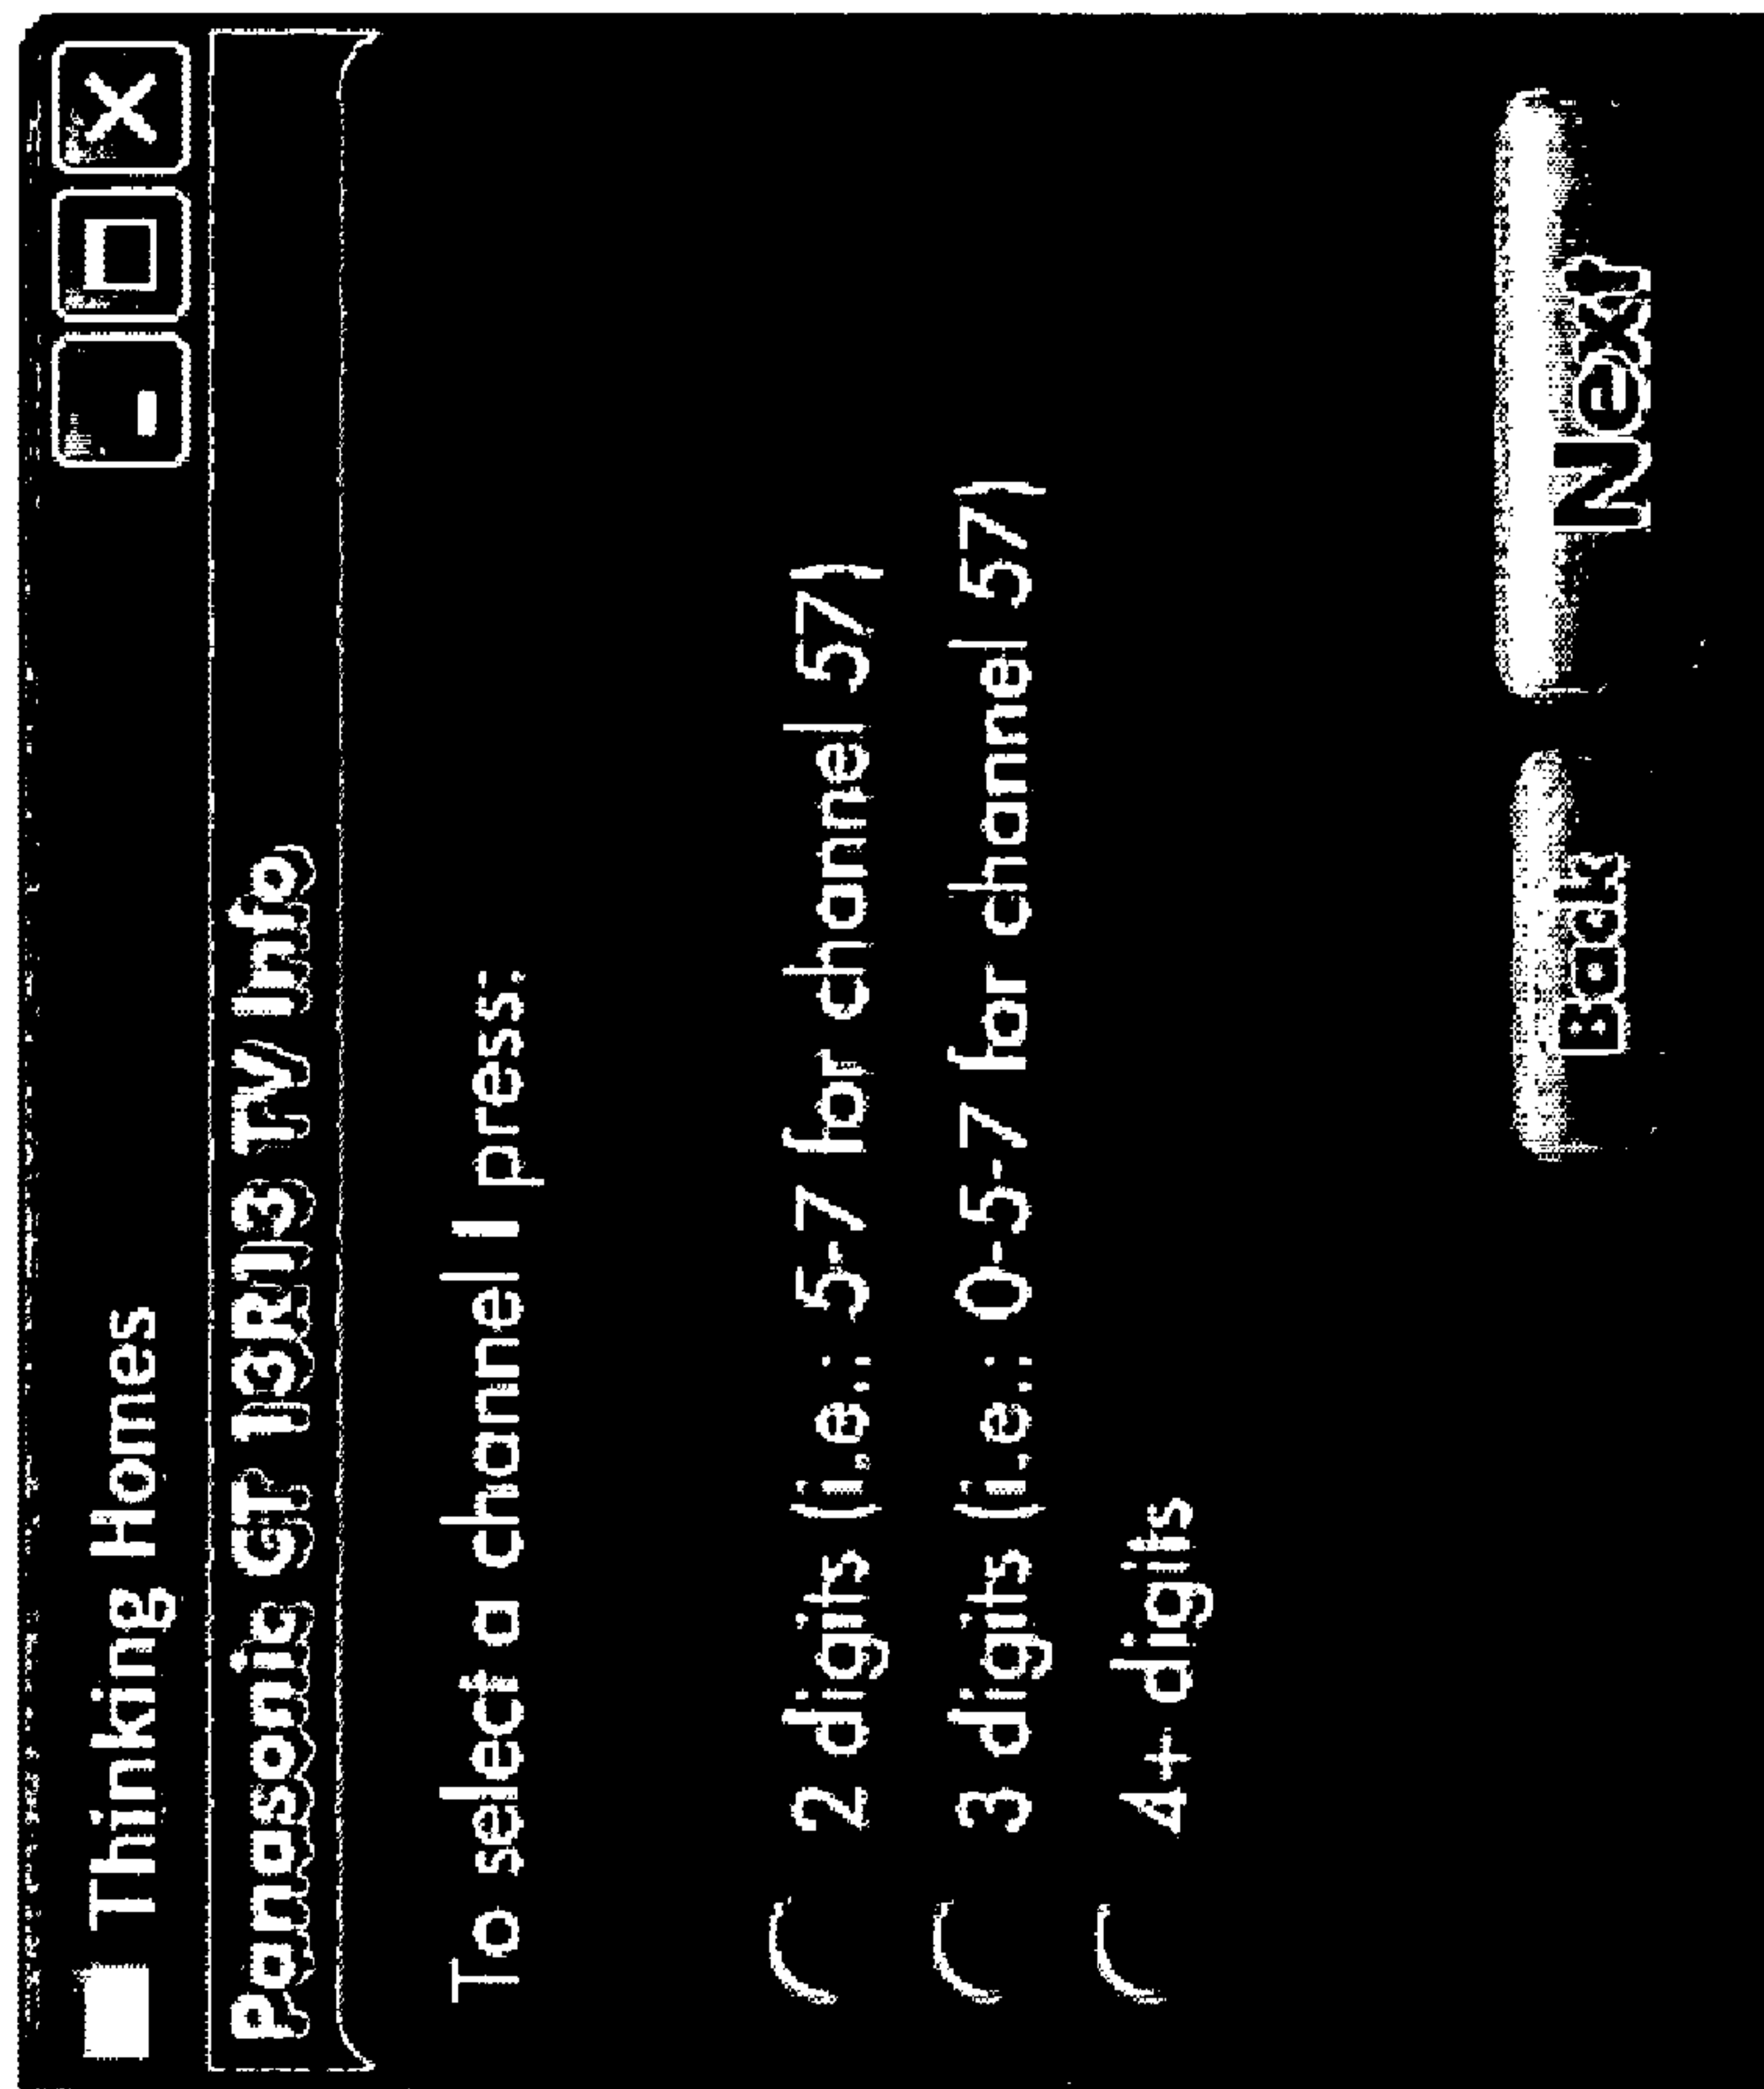 Thinking Homes
Panasonic GT 13R113 TV Info
To select a channel I press:
2 digits (i.e.: 5-7 for channel 57)
3 digits (i.e.: 0-5-7 for channel 57)
4+ digits
Back
Next